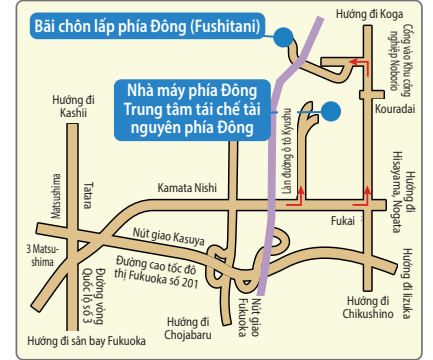 Hướng đi Koga
Bãi chôn lấp phía Đông (Fushitani)
Cổng vào Khu công
nghiệp Noborio
Nhà máy phía Đông
Trung tâm tái chế tài
nguyên phía Đông
Hướng đi
Kashii
Kouradai
Làn đường ô tô Kyushu
Matsushima
Tatara
Kamata Nishi
Hướng đi
Hisayama, Nogata
Fukai
Nút giao Kasuya
3 Matsu-
shima
Đường vòng
Quốc lộ số 3
Đường cao tốc đô
thị Fukuoka số 201
Hướng đi Iizuka
Nút giao
Fukuoka
Hướng đi
Chikushino
Hướng đi
Chojabaru
Hướng đi sân bay Fukuoka